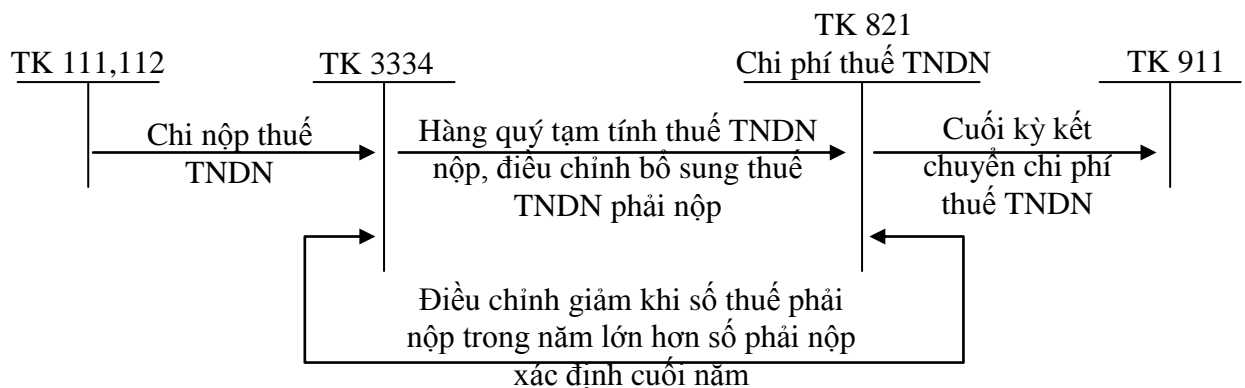 TK 821
TK 111,112
TK 3334
Chi phí thuế TNDN
TK 911
Chi nộp thuế
TNDN
Hàng quý tạm tính thuế TNDN
nộp, điều chỉnh bổ sung thuế
TNDN phải nộp
Cuối kỳ kết
chuyển chi phí
thuế TNDN
Điều chỉnh giảm khi số thuế phải
nộp trong năm lớn hơn số phải nộp
xác định cuối năm